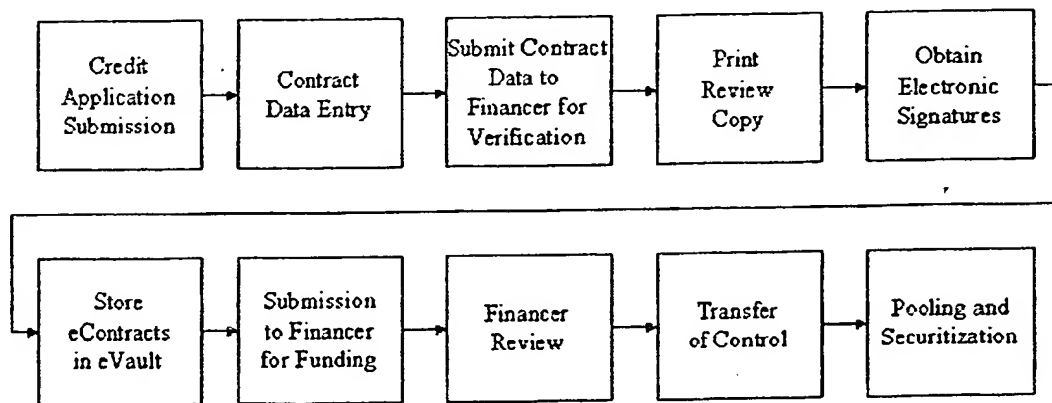 Credit
Application
Submission
Contract
Data Entry
Submit Contract
Data to
Financer for
Verification
Print
Review
Copy
Obtain
Electronic
Signatures
Store
eContracts
in eVault
Submission
to Financer
for Funding
Financer
Review
Transfer
of Control
Pooling and
Securitization